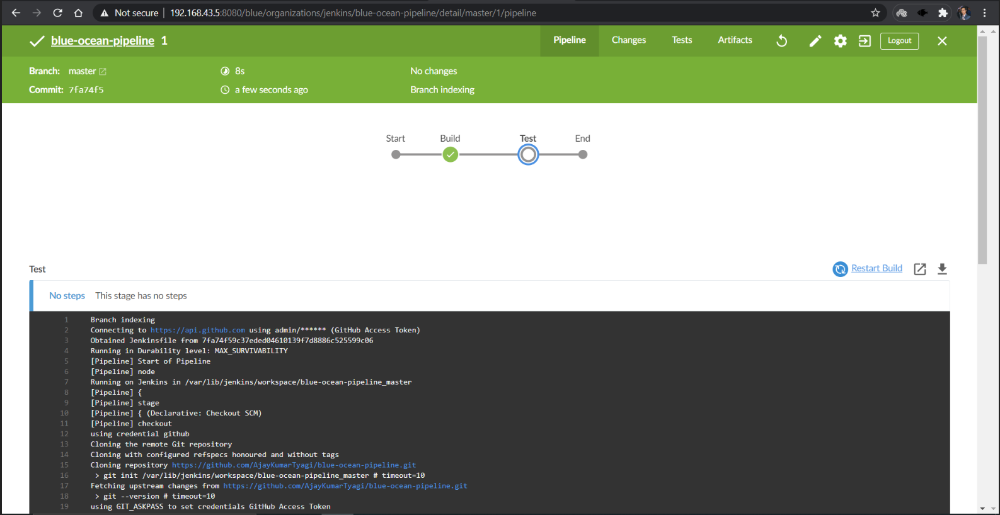 Not secure | 192.168.43.5:8080/blue/organizations/jenkins/blue-ocean-pipeline/detail/master/1/pipeline
blue-ocean-pipeline 1 Pipeline Changes Tests Artifacts Logout
Branch: master 8s No changes
Commit: 7fa74f5 a few seconds ago Branch indexing
Start Build Test End
Test Restart Build
No steps This stage has no steps
1 Branch indexing
2 Connecting to https://api.github.com using admin/****** (GitHub Access Token)
3 Obtained Jenkinsfile from 7fa74f59c37eded04610139f7d8886c525599c06
4 Running in Durability level: MAX_SURVIVABILITY
5 [Pipeline] Start of Pipeline
6 [Pipeline] node
7 Running on Jenkins in /var/lib/jenkins/workspace/blue-ocean-pipeline_master
8 [Pipeline] {
9 [Pipeline] stage
10 [Pipeline] { (Declarative: Checkout SCM)
11 [Pipeline] checkout
12 using credential github
13 Cloning the remote Git repository
14 Cloning with configured refspecs honoured and without tags
15 Cloning repository https://github.com/AjayKumarTyagi/blue-ocean-pipeline.git
16 > git init /var/lib/jenkins/workspace/blue-ocean-pipeline_master # timeout=10
17 Fetching upstream changes from https://github.com/AjayKumarTyagi/blue-ocean-pipeline.git
18 > git --version # timeout=10
19 using GIT_ASKPASS to set credentials GitHub Access Token